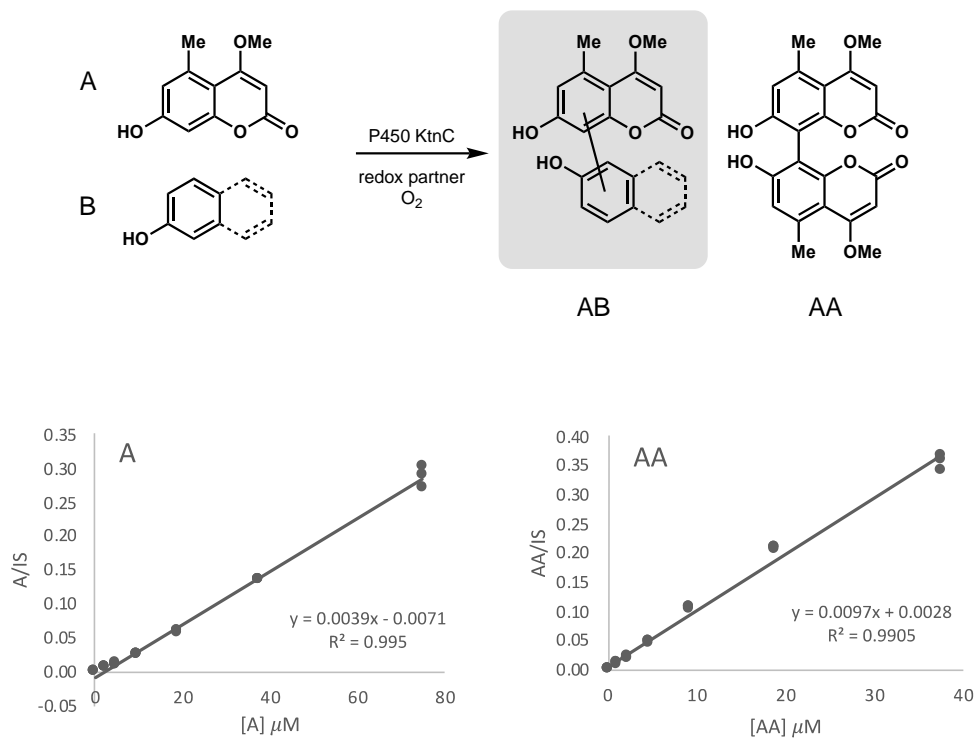 Me OMe
A
HO O O
B
HO
P450 KtnC
redox partner
O2
Me OMe
HO O O
HO
AB
Me OMe
HO O O
HO O O
Me OMe
AA
A
A/IS
0.35
0.30
0.25
0.20
0.15
0.10
0.05
0.00
-0.05
y = 0.0039x - 0.0071
R² = 0.995
0 20 40 60 80
[A] μM
AA
AA/IS
0.40
0.35
0.30
0.25
0.20
0.15
0.10
0.05
0.00
y = 0.0097x + 0.0028
R² = 0.9905
0 10 20 30 40
[AA] μM